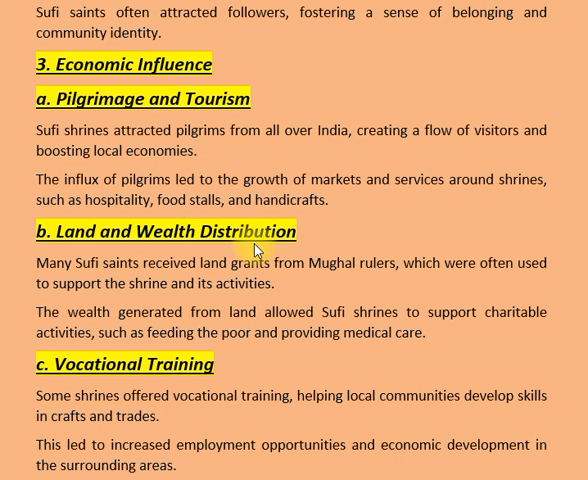 Sufi saints often attracted followers, fostering a sense of belonging and
community identity.
3. Economic Influence
a. Pilgrimage and Tourism
Sufi shrines attracted pilgrims from all over India, creating a flow of visitors and
boosting local economies.
The influx of pilgrims led to the growth of markets and services around shrines,
such as hospitality, food stalls, and handicrafts.
b. Land and Wealth Distribution
Many Sufi saints received land grants from Mughal rulers, which were often used
to support the shrine and its activities.
The wealth generated from land allowed Sufi shrines to support charitable
activities, such as feeding the poor and providing medical care.
c. Vocational Training
Some shrines offered vocational training, helping local communities develop skills
in crafts and trades.
This led to increased employment opportunities and economic development in
the surrounding areas.